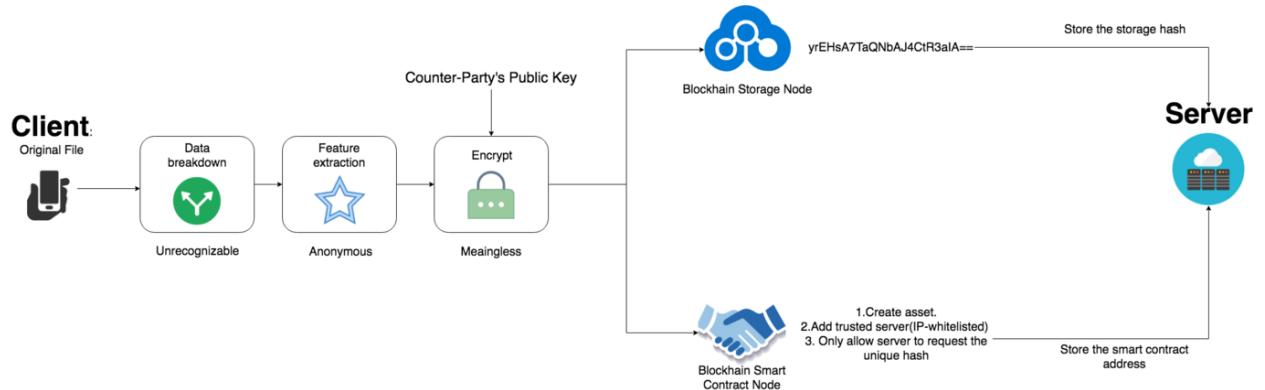 Client:
Original File
Data
breakdown
Unrecognizable
Feature
extraction
Anonymous
Counter-Party's Public Key
Encrypt
Meaingless
Blockhain Storage Node
yrEHsA7TaQNbAJ4CtR3aIA==
Store the storage hash
Server
Blockhain Smart
Contract Node
1.Create asset.
2.Add trusted server(IP-whitelisted)
3. Only allow server to request the
unique hash
Store the smart contract
address